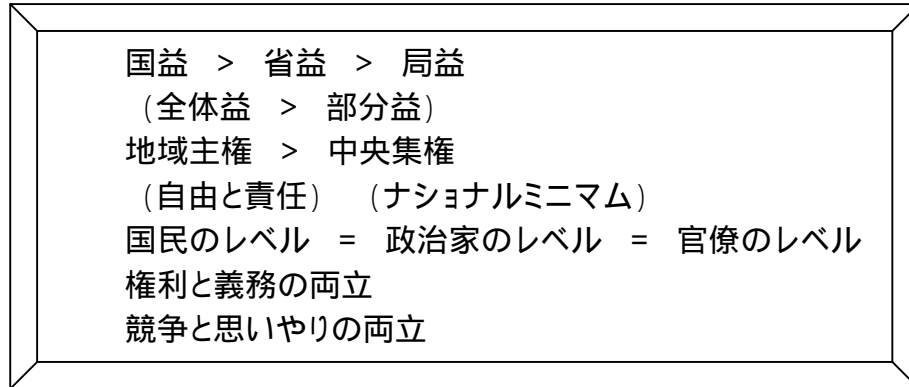 国益 > 省益 > 局益
(全体益 > 部分益)
地域主権 > 中央集権
(自由と責任) (ナショナルミニマム)
国民のレベル = 政治家のレベル = 官僚のレベル
権利と義務の両立
競争と思いやりの両立